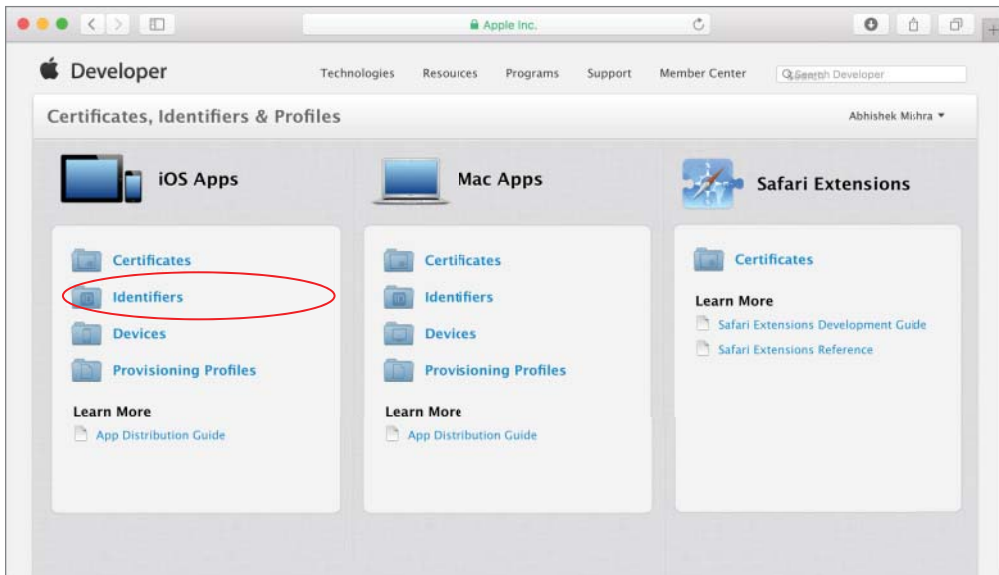 Apple Inc.
Developer
Technologies Resources Programs Support Member Center
Certificates, Identifiers & Profiles
Abhishek Mishra
iOS Apps
Certificates
Identifiers
Devices
Provisioning Profiles
Learn More
App Distribution Guide
Mac Apps
Certificates
Identifiers
Devices
Provisioning Profiles
Learn More
App Distribution Guide
Safari Extensions
Certificates
Learn More
Safari Extensions Development Guide
Safari Extensions Reference